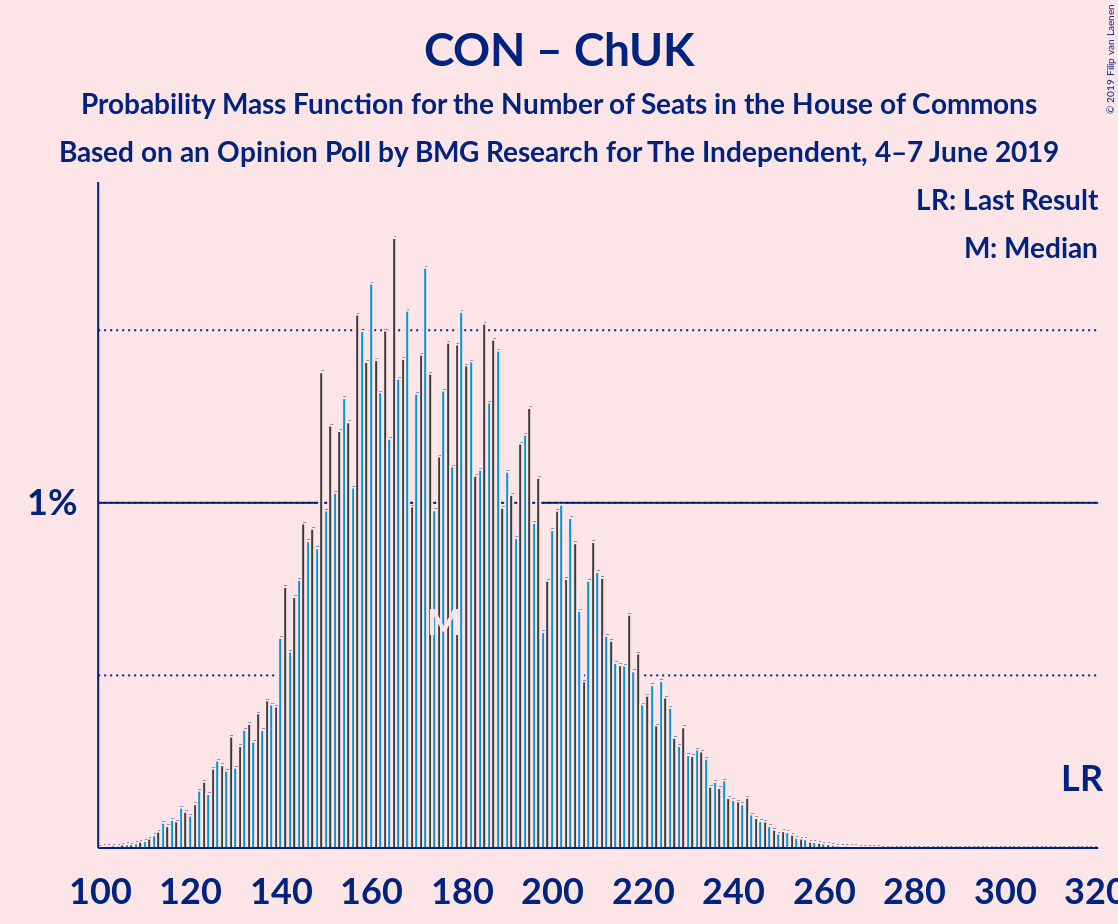 CON – ChUK
Probability Mass Function for the Number of Seats in the House of Commons
Based on an Opinion Poll by BMG Research for The Independent, 4–7 June 2019
© 2019 Filip van Laenen
LR: Last Result
M: Median
1%
M
LR
100 120 140 160 180 200 220 240 260 280 300 320